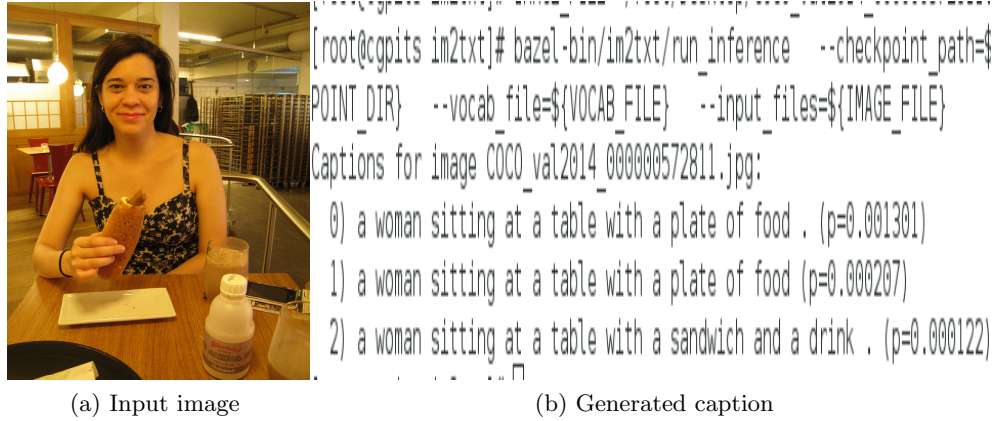 [root@cgpits im2txt]# bazel-bin/im2txt/run_inference --checkpoint_path=$
POINT_DIR} --vocab_file=${VOCAB_FILE} --input_files=${IMAGE_FILE}
Captions for image COCO_val2014_000000572811.jpg:
0) a woman sitting at a table with a plate of food . (p=0.001301)
1) a woman sitting at a table with a plate of food (p=0.000207)
2) a woman sitting at a table with a sandwich and a drink . (p=0.000122)
(a) Input image
(b) Generated caption